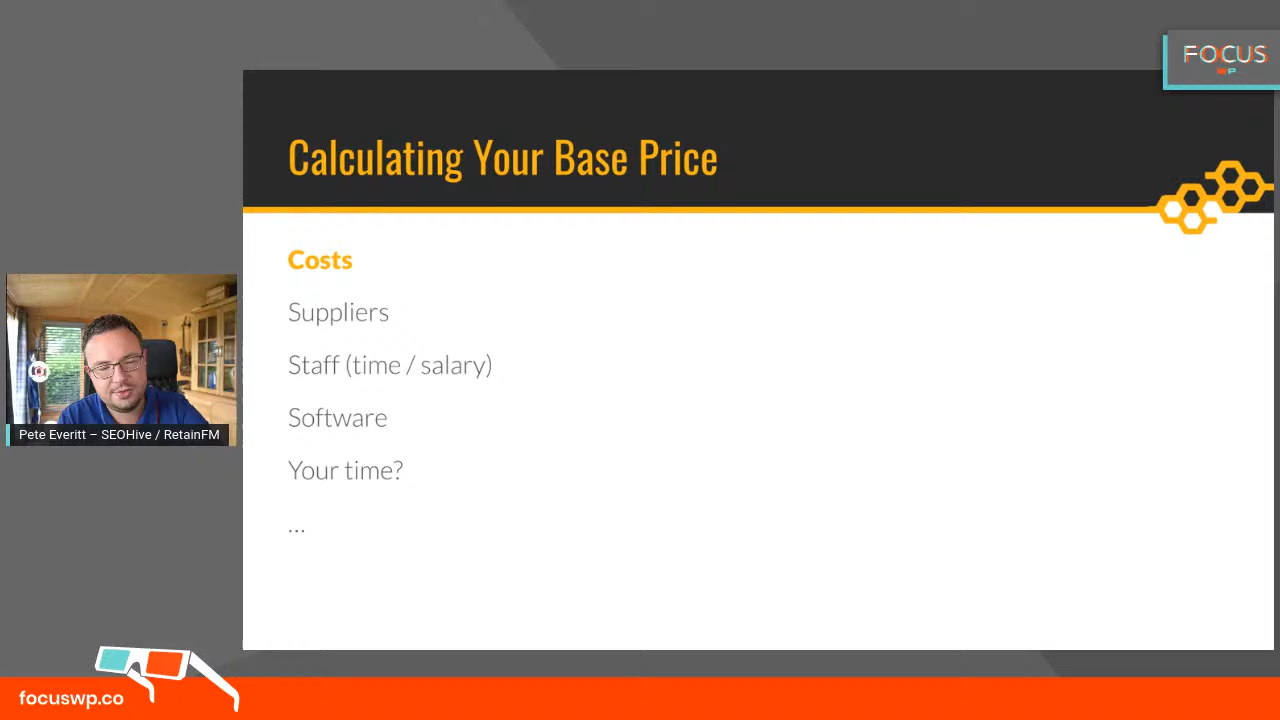 FOCUS
WP
Calculating Your Base Price
Costs
Suppliers
Staff (time / salary)
Software
Your time?
...
Pete Everitt – SEOHive / RetainFM
focuswp.co